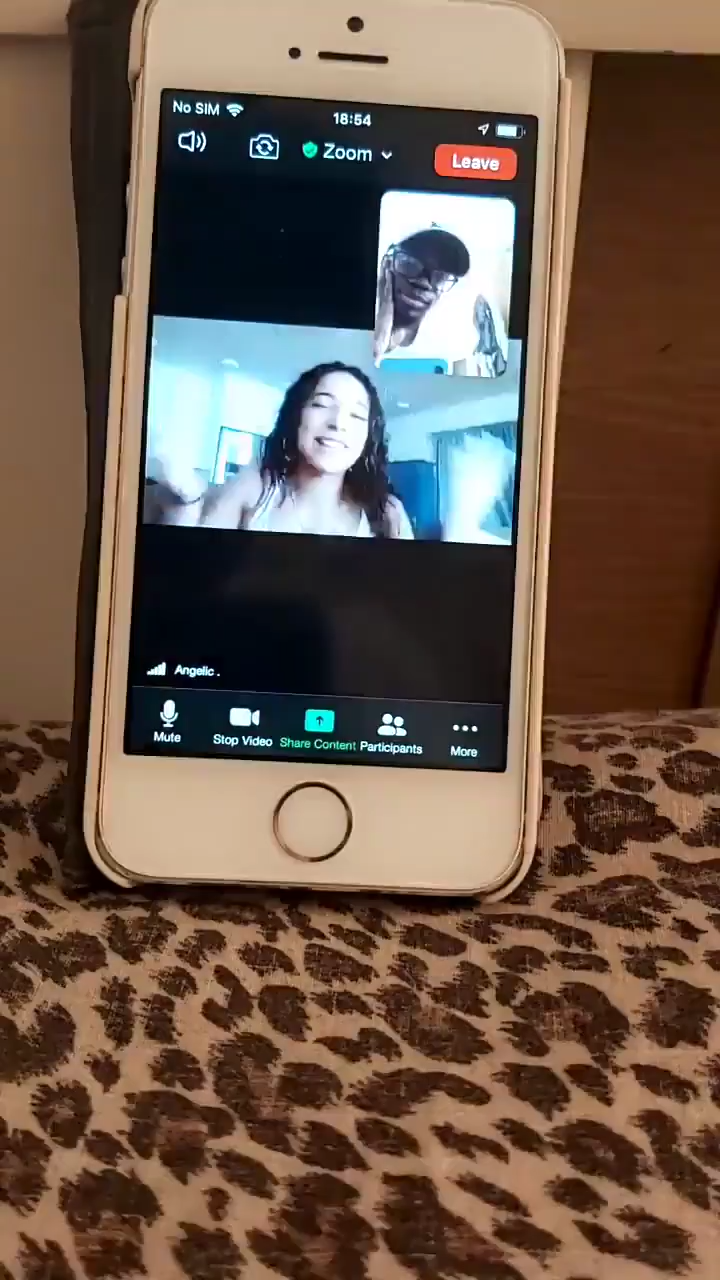 No SIM 18:54
Zoom Leave
Angelic.
Mute Stop Video Share Content Participants More